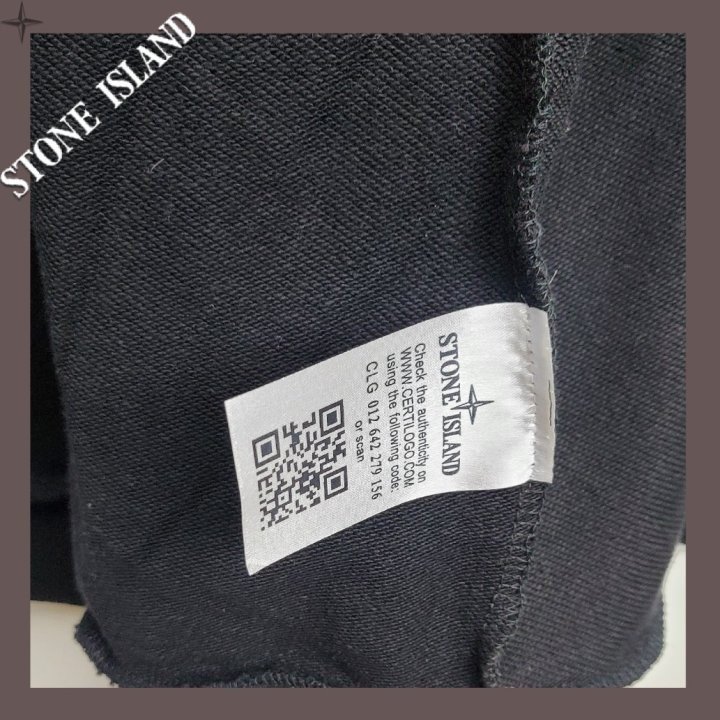 STONE ISLAND
STONE ISLAND
Check the authenticity on
WWW.CERTILOGO.COM
using the following code:
CLG 012 642 279 156
or scan